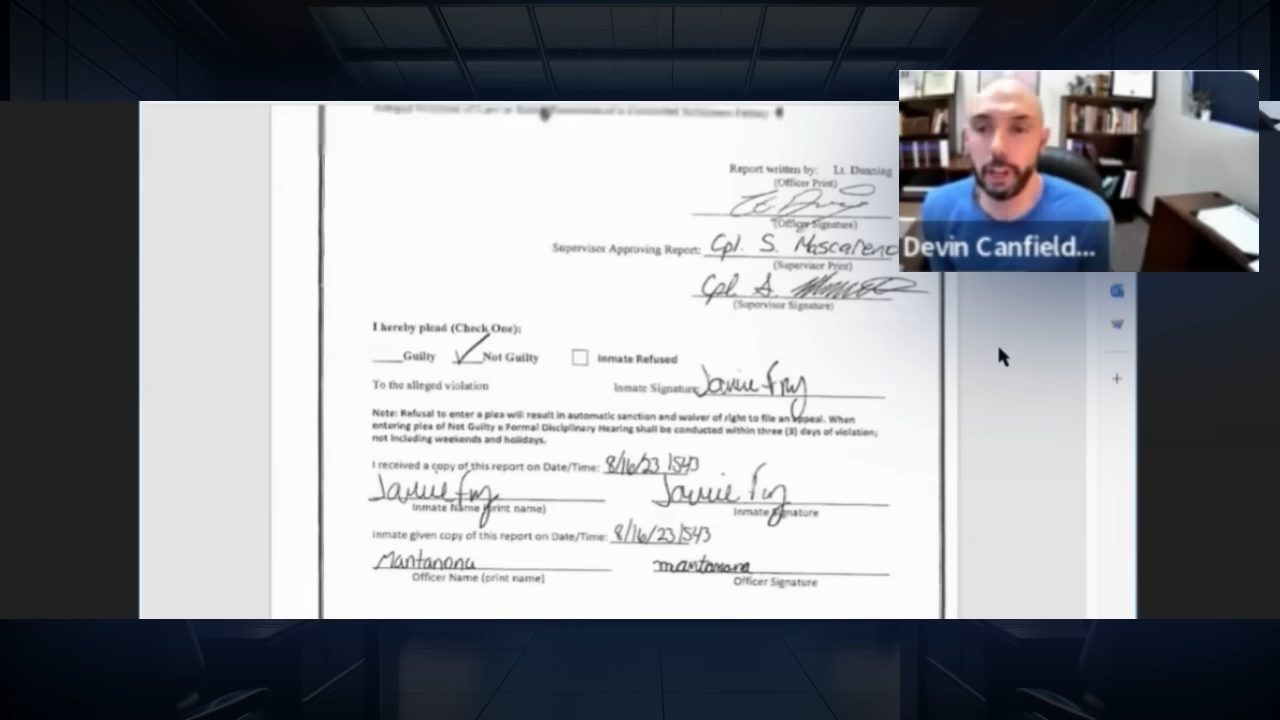 Report written by: Lt. Dunning
(Officer Print)
(Officer Signature)
Supervisor Approving Report: Cpl. S. Mascareno
(Supervisor Print)
Cpl. S.
(Supervisor Signature)
Devin Canfield...
I hereby plead (Check One):
Guilty ✓ Not Guilty Inmate Refused
To the alleged violation Inmate Signature Jamie Fry
Note: Refusal to enter a plea will result in automatic sanction and waiver of right to file an appeal. When
entering plea of Not Guilty a Formal Disciplinary Hearing shall be conducted within three (3) days of violation;
not including weekends and holidays.
I received a copy of this report on Date/Time: 8/16/23 1543
Jamie Fry Jamie Fry
Inmate Name (print name) Inmate Signature
Inmate given copy of this report on Date/Time: 8/16/23 1543
Mantanona mantanona
Officer Name (print name) Officer Signature